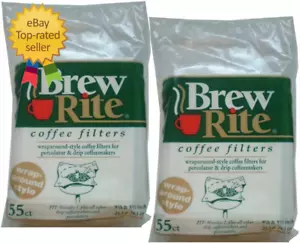 eBay
Top-rated
seller
Brew
Rite
coffee filters
wraparound-style coffee filters for
percolator & drip coffeemakers
wrap-
around
style
55ct
Brew
Rite
coffee filters
wraparound-style coffee filters for
percolator & drip coffeemakers
wrap-
around
style
55ct